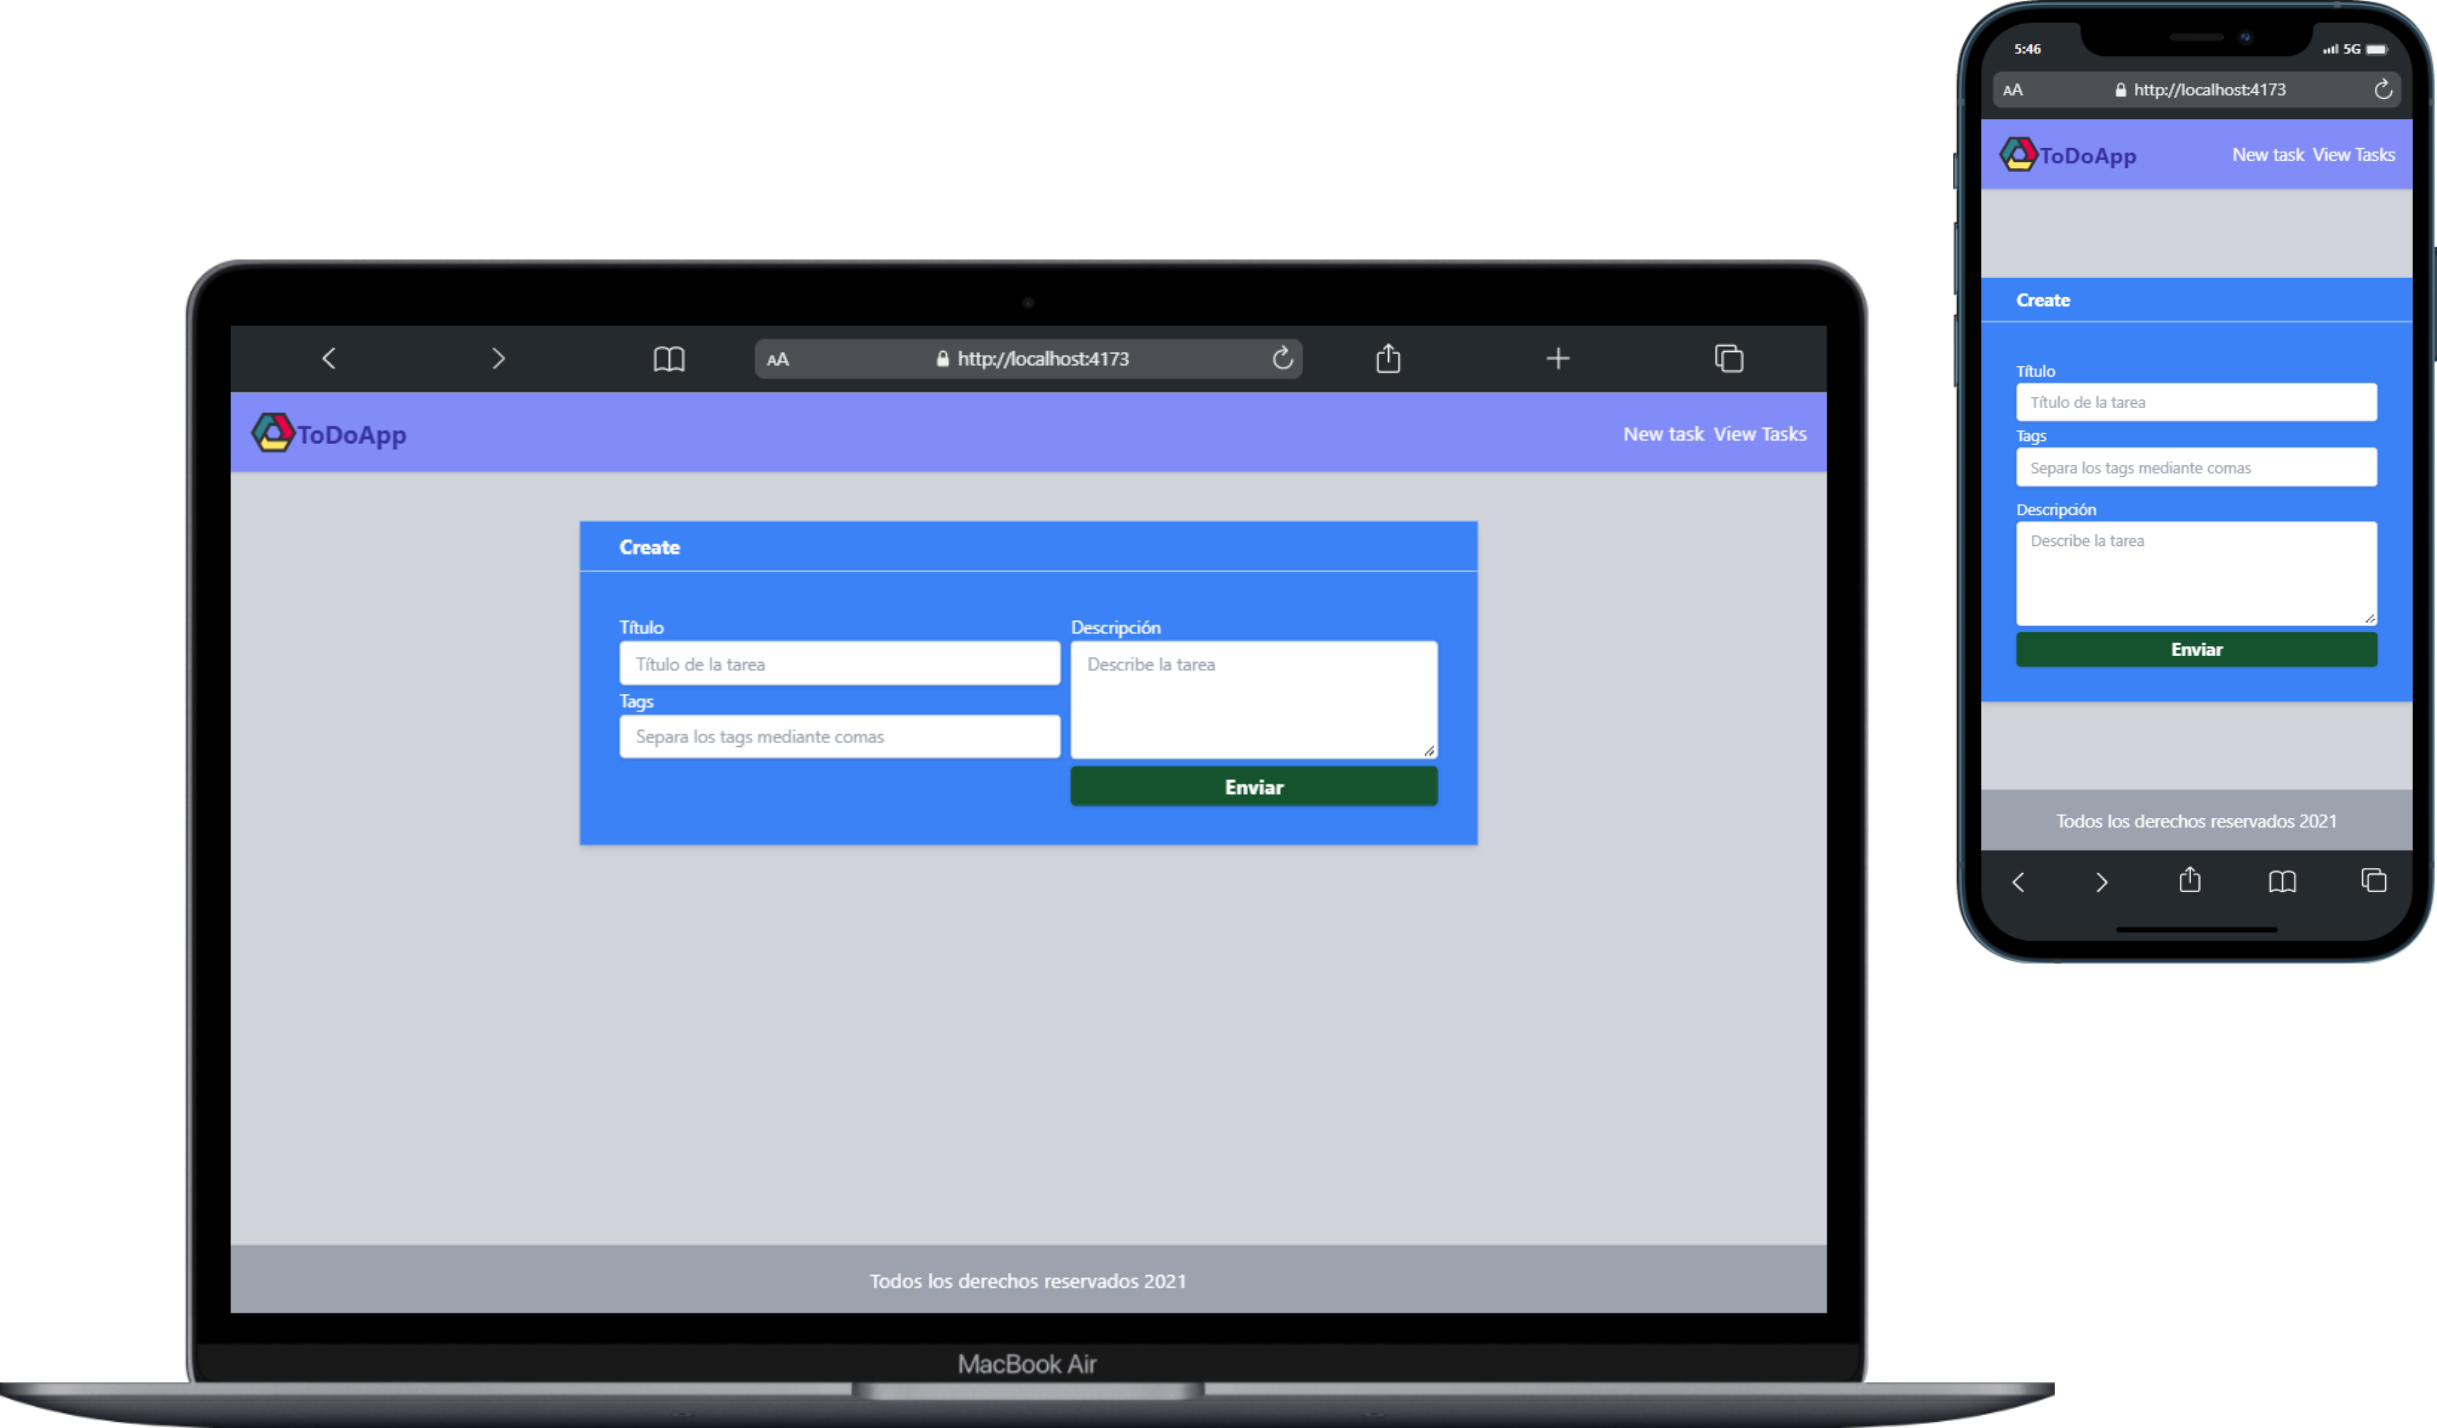 AA http://localhost:4173
ToDoApp New task View Tasks
Create
Título
Título de la tarea
Tags
Separa los tags mediante comas
Descripción
Describe la tarea
Enviar
Todos los derechos reservados 2021
MacBook Air
5:46 5G
AA http://localhost:4173
ToDoApp New task View Tasks
Create
Título
Título de la tarea
Tags
Separa los tags mediante comas
Descripción
Describe la tarea
Enviar
Todos los derechos reservados 2021